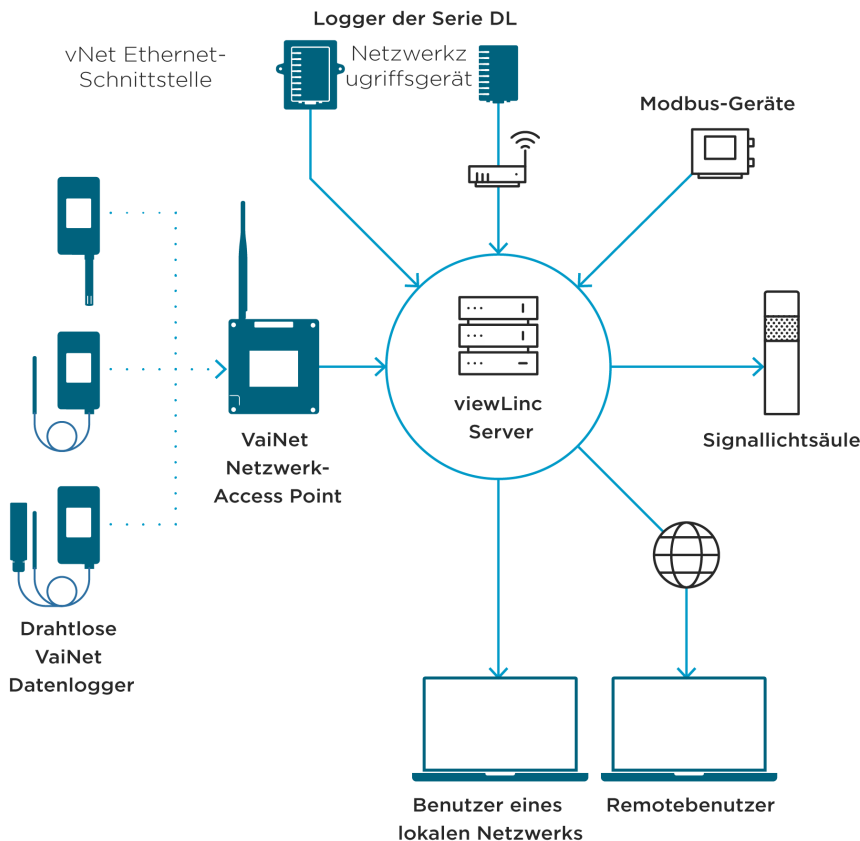 Logger der Serie DL
vNet Ethernet-
Schnittstelle
Netzwerkz
ugriffsgerät
Modbus-Geräte
viewLinc
Server
Signallichtsäule
VaiNet
Netzwerk-
Access Point
Drahtlose
VaiNet
Datenlogger
Benutzer eines
lokalen Netzwerks
Remotebenutzer